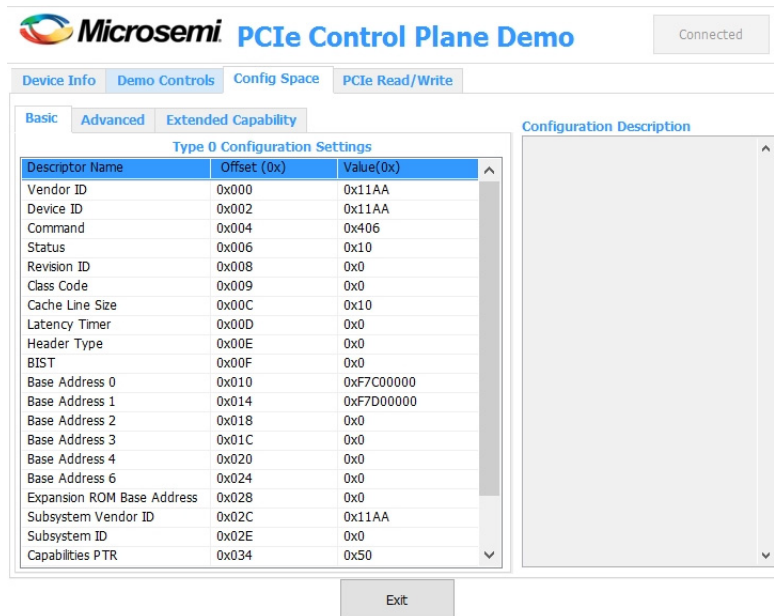 Microsemi PCIe Control Plane Demo
Connected
Device Info Demo Controls Config Space PCIe Read/Write
Basic Advanced Extended Capability
Configuration Description
Type 0 Configuration Settings
Descriptor Name Offset (0x) Value(0x)
Vendor ID 0x000 0x11AA
Device ID 0x002 0x11AA
Command 0x004 0x406
Status 0x006 0x10
Revision ID 0x008 0x0
Class Code 0x009 0x0
Cache Line Size 0x00C 0x10
Latency Timer 0x00D 0x0
Header Type 0x00E 0x0
BIST 0x00F 0x0
Base Address 0 0x010 0xF7C00000
Base Address 1 0x014 0xF7D00000
Base Address 2 0x018 0x0
Base Address 3 0x01C 0x0
Base Address 4 0x020 0x0
Base Address 6 0x024 0x0
Expansion ROM Base Address 0x028 0x0
Subsystem Vendor ID 0x02C 0x11AA
Subsystem ID 0x02E 0x0
Capabilities PTR 0x034 0x50
Exit